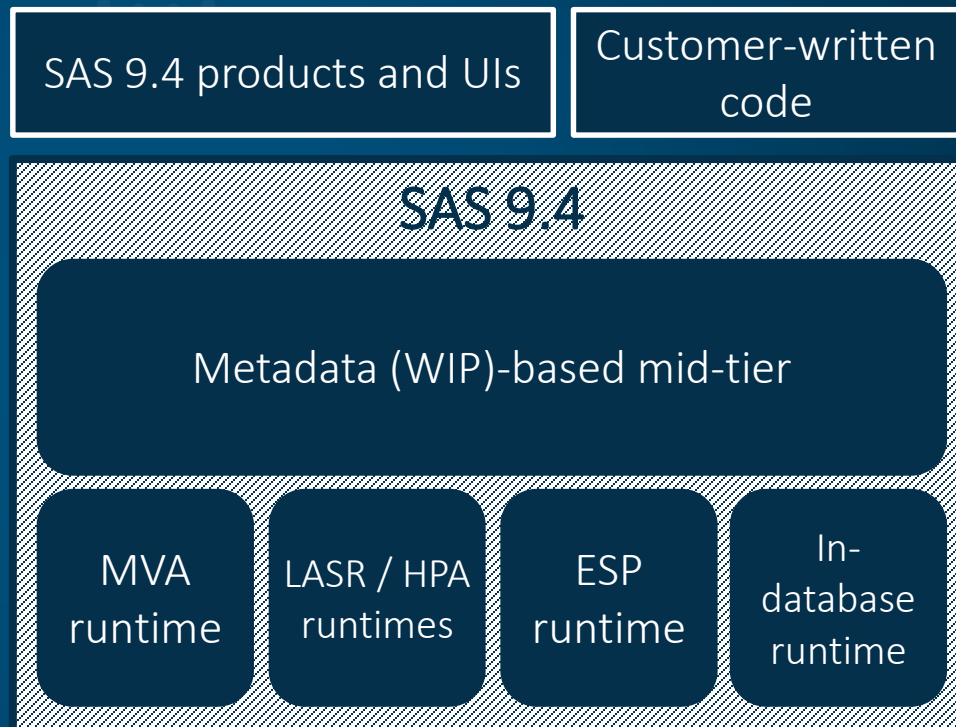 SAS 9.4 products and UIs
Customer-written
code
SAS 9.4
Metadata (WIP)-based mid-tier
MVA
runtime
LASR / HPA
runtimes
ESP
runtime
In-
database
runtime